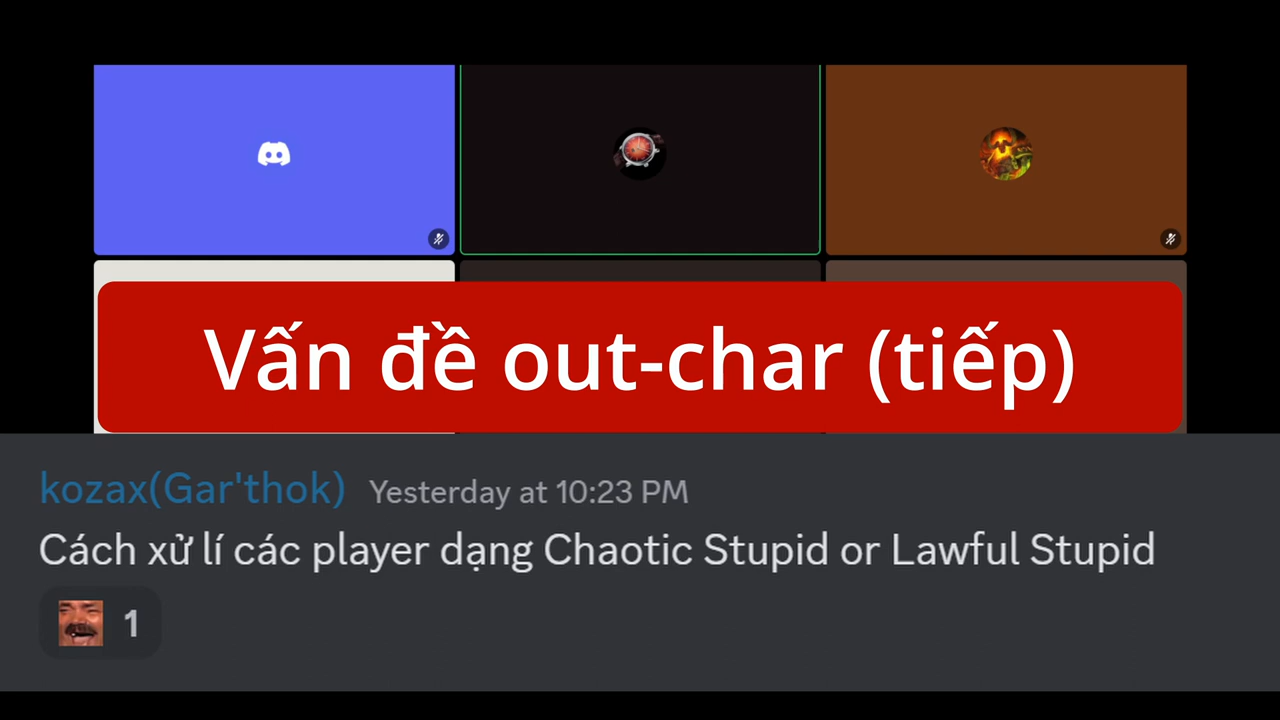 Vấn đề out-char (tiếp)
kozax(Gar'thok) Yesterday at 10:23 PM
Cách xử lí các player dạng Chaotic Stupid or Lawful Stupid
1